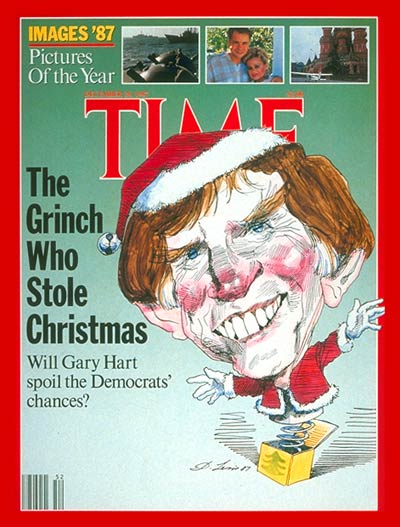 IMAGES '87
Pictures
Of the Year
TIME
The
Grinch
Who
Stole
Christmas
Will Gary Hart
spoil the Democrats'
chances?
52